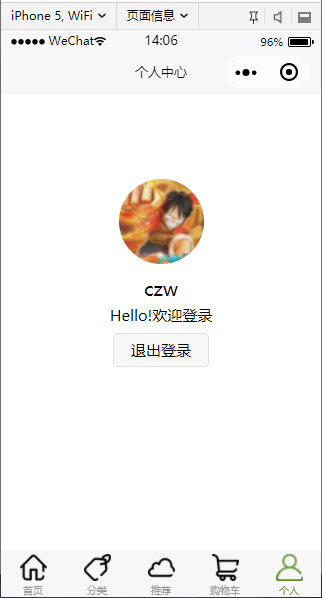 iPhone 5, WiFi 页面信息
●●●●● WeChat 14:06 96%
个人中心
czw
Hello!欢迎登录
退出登录
首页 分类 推荐 购物车 个人